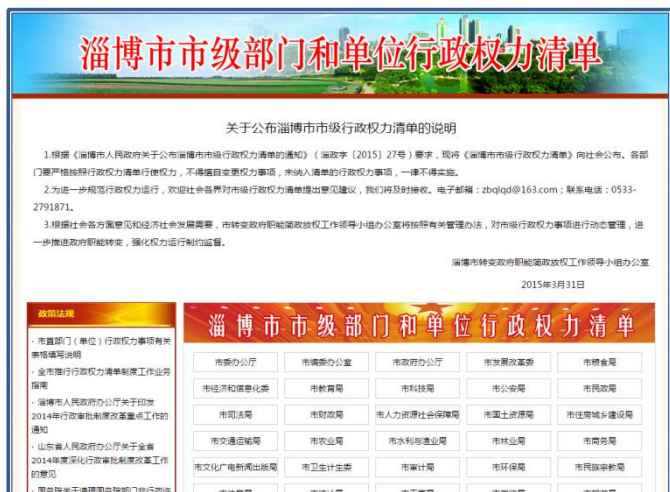 淄博市市级部门和单位行政权力清单
关于公布淄博市市级行政权力清单的说明
1.根据《淄博市人民政府关于公布淄博市市级行政权力清单的通知》（淄政字〔2015〕27号）要求，现将《淄博市市级行政权力清单》向社会公布。各部
门要严格按照行政权力清单行使权力，不得擅自变更权力事项，未纳入清单的行政权力事项，一律不得实施。
2.为进一步规范行政权力运行，欢迎社会各界对市级行政权力清单提出意见建议，我们将及时接收。电子邮箱：zbqlqd@163.com；联系电话：0533-
2791871。
3.根据社会各方面意见和经济社会发展需要，市转变政府职能简政放权工作领导小组办公室将按照有关管理办法，对市级行政权力事项进行动态管理，进
一步推进政府职能转变，强化权力运行制约监督。
淄博市转变政府职能简政放权工作领导小组办公室
2015年3月31日
政策法规
· 市直部门（单位）行政权力事项有关
表格填写说明
· 全市推行行政权力清单制度工作业务
指南
· 淄博市人民政府办公厅关于印发
2014年行政审批制度改革重点工作的
通知
· 山东省人民政府办公厅关于全省
2014年度深化行政审批制度改革工作
的意见
淄博市市级部门和单位行政权力清单
市委办公厅 市编委办公室 市政府办公厅 市发展改革委 市粮食局
市经济和信息化委 市教育局 市科技局 市公安局 市民政局
市司法局 市财政局 市人力资源社会保障局 市国土资源局 市住房城乡建设局
市交通运输局 市农业局 市水利与渔业局 市林业局 市商务局
市文化广电新闻出版局 市卫生计生委 市审计局 市环保局 市民族宗教局